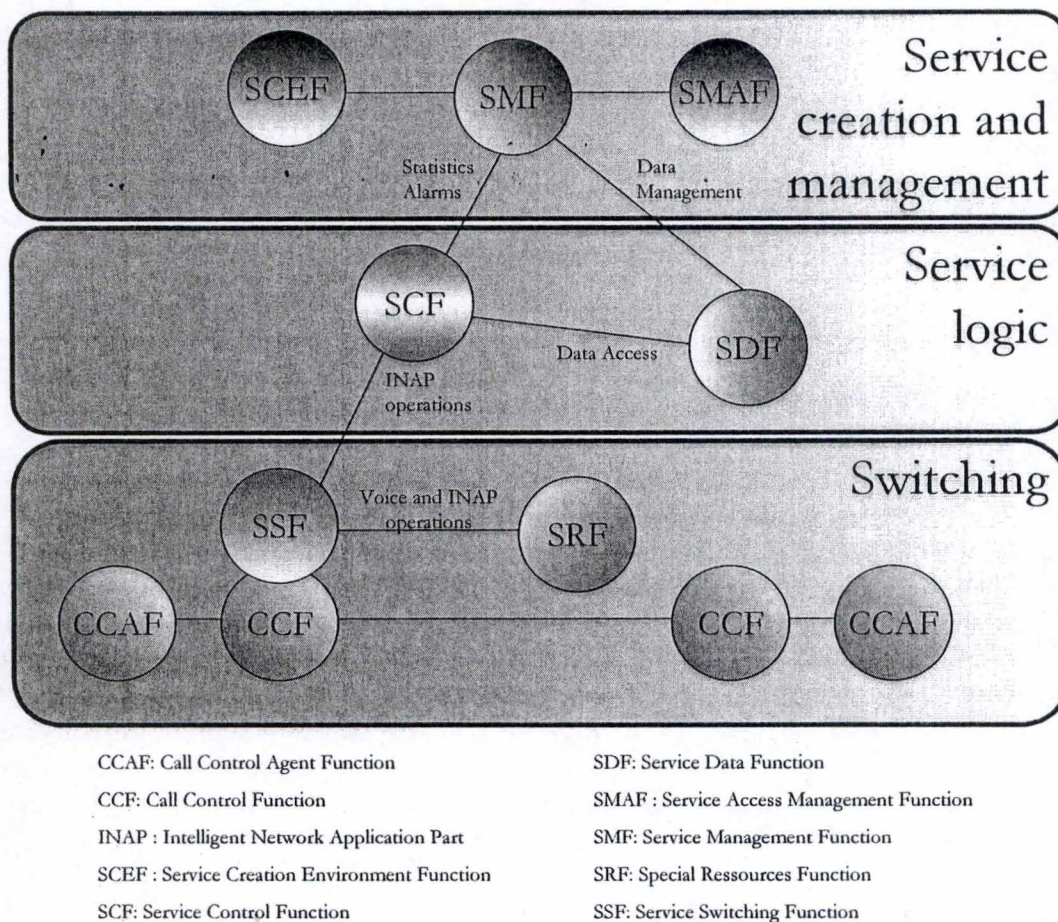 Service
creation and
management
SCEF
SMF
SMAF
Statistics
Alarms
Data
Management
Service
logic
SCF
SDF
Data Access
INAP
operations
Switching
SSF
Voice and INAP
operations
SRF
CCAF
CCF
CCF
CCAF
CCAF: Call Control Agent Function
CCF: Call Control Function
INAP : Intelligent Network Application Part
SCEF : Service Creation Environment Function
SCF: Service Control Function
SDF: Service Data Function
SMAF : Service Access Management Function
SMF: Service Management Function
SRF: Special Ressources Function
SSF: Service Switching Function